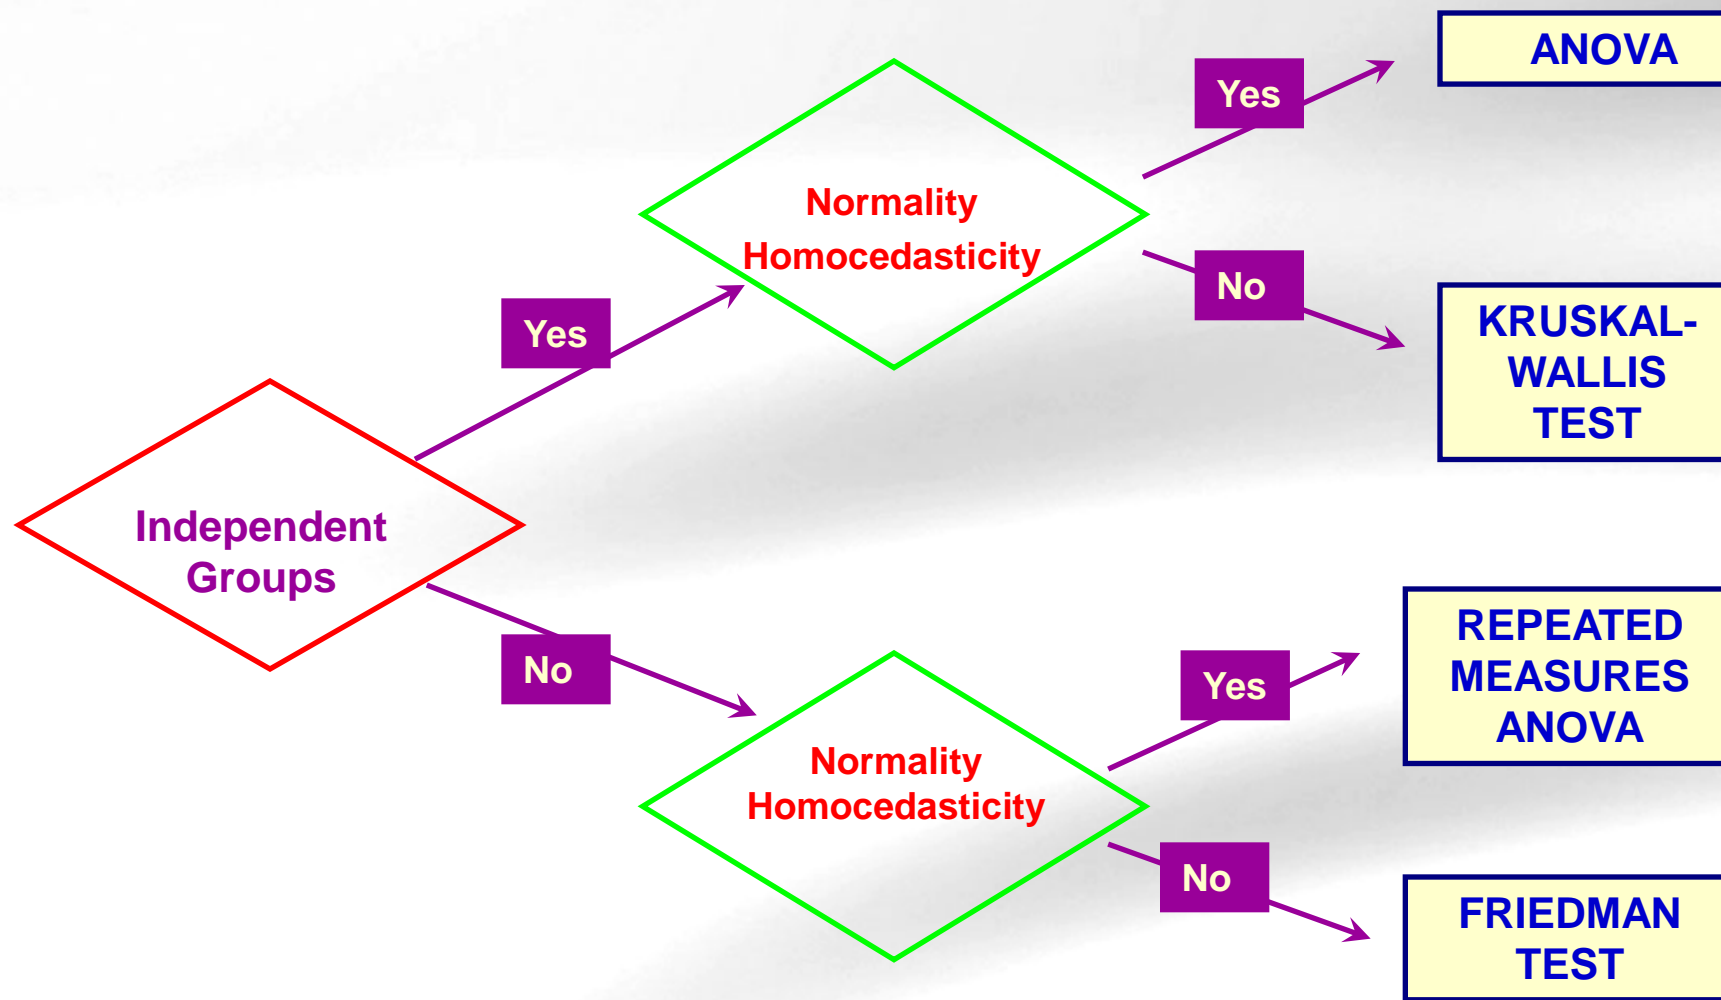 ANOVA
Yes
Normality
Homocedasticity
No
KRUSKAL-
WALLIS
TEST
Yes
Independent
Groups
No
Normality
Homocedasticity
Yes
REPEATED
MEASURES
ANOVA
No
FRIEDMAN
TEST